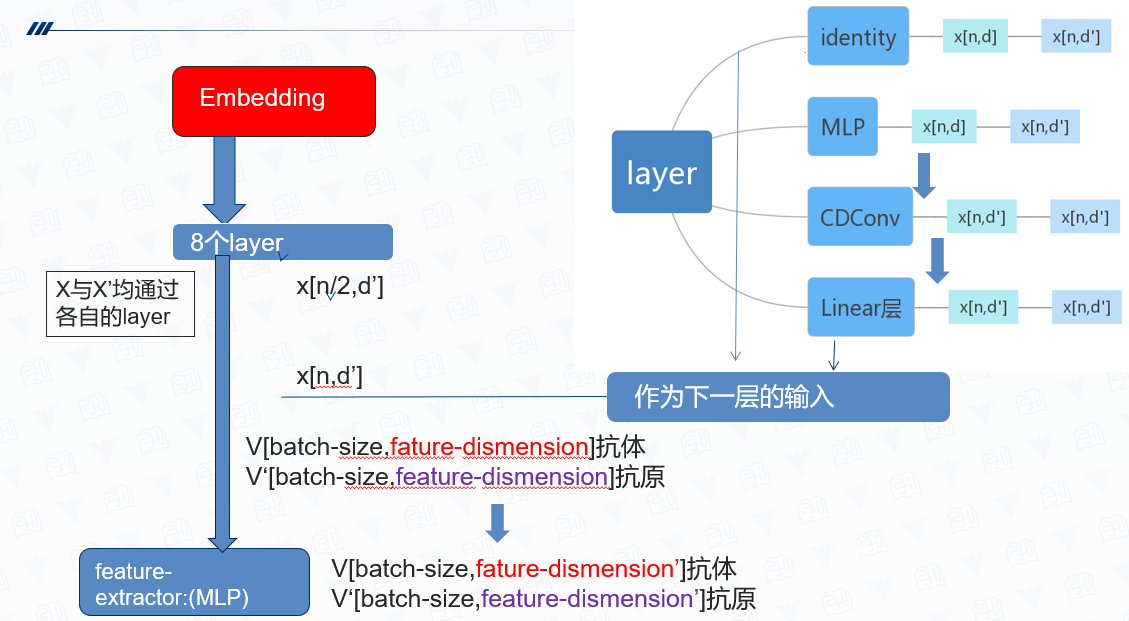 Embedding
8个layer
X与X’均通过
各自的layer
x[n/2,d’]
x[n,d’]
layer
identity
x[n,d]
x[n,d']
MLP
x[n,d]
x[n,d']
CDConv
x[n,d']
x[n,d']
Linear层
x[n,d']
x[n,d']
作为下一层的输入
V[batch-size,fature-dismension]抗体
V‘[batch-size,feature-dismension]抗原
feature-
extractor:(MLP)
V[batch-size,fature-dismension’]抗体
V‘[batch-size,feature-dismension’]抗原